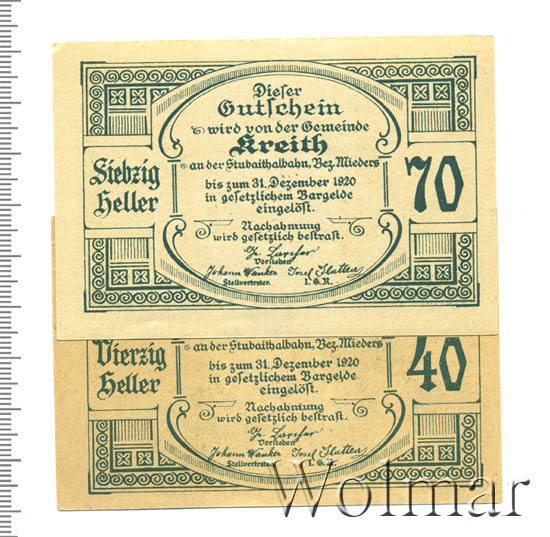 Dieser
Gutschein
wird von der Gemeinde
Kreith
an der Stubaithalbahn, Bez. Mieders
bis zum 31. Dezember 1920
in gesetzlichem Bargelde
eingelöst.
Nachahmung
wird gesetzlich bestraft.
Siebzig
Heller
70
Vorsteher
Johann Wanker Josef
Stellvertreter. I. G. R.
Vierzig
Heller
40
an der Stubaithalbahn, Bez. Mieders
bis zum 31. Dezember 1920
in gesetzlichem Bargelde
eingelöst.
Nachahmung
wird gesetzlich bestraft.
Vorsteher
Johann Wanker Josef
Stellvertreter. I. G. R.
Wolmar